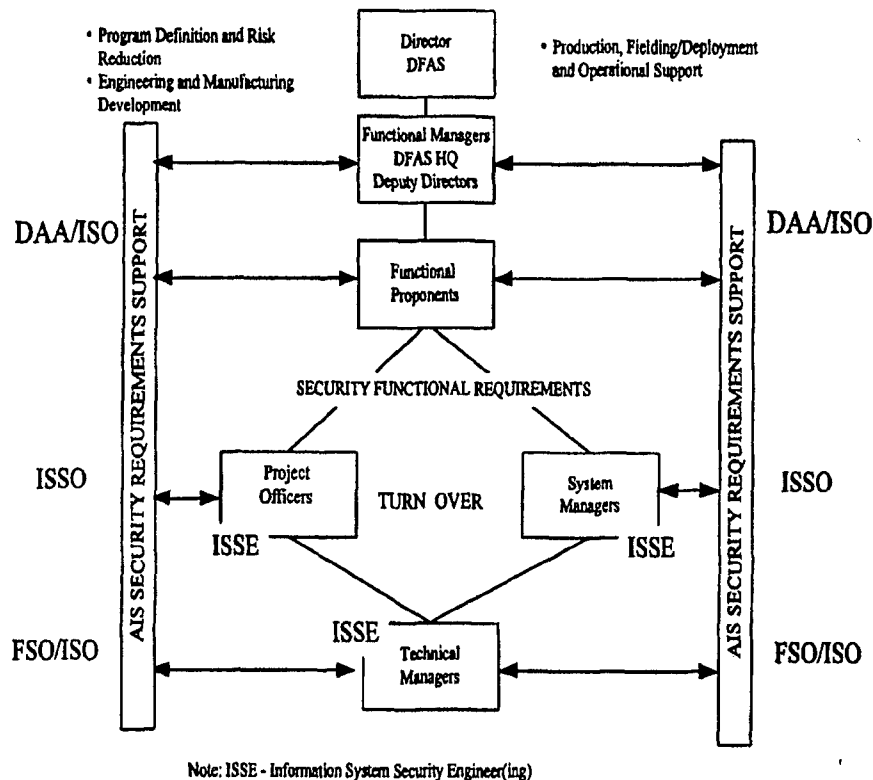 • Program Definition and Risk
Reduction
• Engineering and Manufacturing
Development
Director
DFAS
• Production, Fielding/Deployment
and Operational Support
Functional Managers
DFAS HQ
Deputy Directors
DAA/ISO
DAA/ISO
AIS SECURITY REQUIREMENTS SUPPORT
AIS SECURITY REQUIREMENTS SUPPORT
Functional
Proponents
SECURITY FUNCTIONAL REQUIREMENTS
ISSO
Project
Officers
ISSE
TURN OVER
System
Managers
ISSE
ISSO
FSO/ISO
ISSE
Technical
Managers
FSO/ISO
Note: ISSE - Information System Security Engineer(ing)